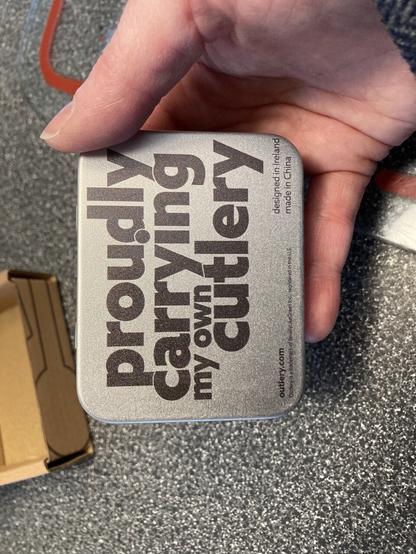 proudly
carrying
my own
cutlery
designed in Ireland
made in China
outlery.com